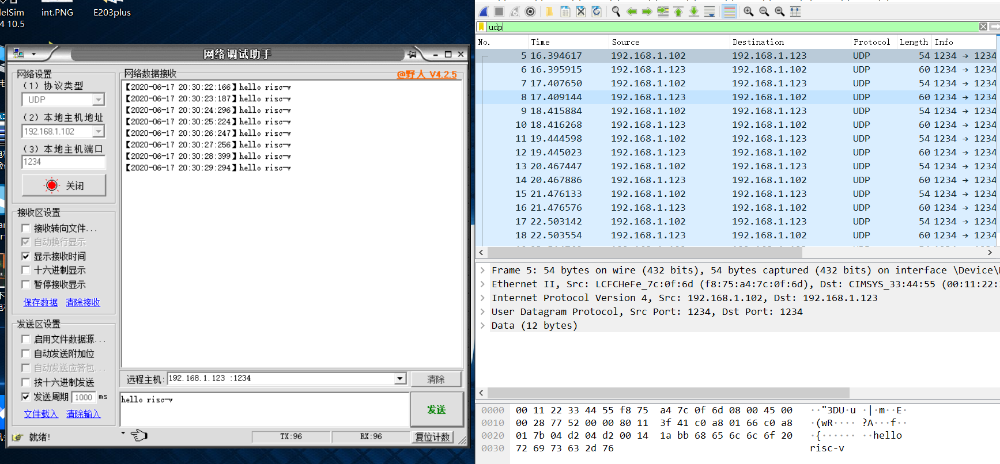 delSim
4 10.5
int.PNG
E203plus
网络调试助手
网络设置
(1) 协议类型
UDP
(2) 本地主机地址
192.168.1.102
(3) 本地主机端口
1234
关闭
接收区设置
接收转向文件...
自动换行显示
显示接收时间
十六进制显示
暂停接收显示
保存数据 清除接收
发送区设置
启用文件数据源...
自动发送附加位
自动发送应答包...
按十六进制发送
发送周期 1000 ms
文件载入 清除输入
网络数据接收
@野人 V4.2.5
【2020-06-17 20:30:22:166】hello risc-v
【2020-06-17 20:30:23:187】hello risc-v
【2020-06-17 20:30:24:296】hello risc-v
【2020-06-17 20:30:25:224】hello risc-v
【2020-06-17 20:30:26:247】hello risc-v
【2020-06-17 20:30:27:256】hello risc-v
【2020-06-17 20:30:28:399】hello risc-v
【2020-06-17 20:30:29:294】hello risc-v
远程主机: 192.168.1.123 :1234 清除
hello risc-v
发送
就绪! TX:96 RX:96 复位计数
udp
No. Time Source Destination Protocol Length Info
5 16.394617 192.168.1.102 192.168.1.123 UDP 54 1234 → 1234
6 16.395915 192.168.1.123 192.168.1.102 UDP 60 1234 → 1234
7 17.407650 192.168.1.102 192.168.1.123 UDP 54 1234 → 1234
8 17.409144 192.168.1.123 192.168.1.102 UDP 60 1234 → 1234
9 18.415884 192.168.1.102 192.168.1.123 UDP 54 1234 → 1234
10 18.416268 192.168.1.123 192.168.1.102 UDP 60 1234 → 1234
11 19.444598 192.168.1.102 192.168.1.123 UDP 54 1234 → 1234
12 19.445023 192.168.1.123 192.168.1.102 UDP 60 1234 → 1234
13 20.467447 192.168.1.102 192.168.1.123 UDP 54 1234 → 1234
14 20.467886 192.168.1.123 192.168.1.102 UDP 60 1234 → 1234
15 21.476133 192.168.1.102 192.168.1.123 UDP 54 1234 → 1234
16 21.476576 192.168.1.123 192.168.1.102 UDP 60 1234 → 1234
17 22.503142 192.168.1.102 192.168.1.123 UDP 54 1234 → 1234
18 22.503554 192.168.1.123 192.168.1.102 UDP 60 1234 → 1234
Frame 5: 54 bytes on wire (432 bits), 54 bytes captured (432 bits) on interface \Device\
Ethernet II, Src: LCFCHeFe_7c:0f:6d (f8:75:a4:7c:0f:6d), Dst: CIMSYS_33:44:55 (00:11:22:
Internet Protocol Version 4, Src: 192.168.1.102, Dst: 192.168.1.123
User Datagram Protocol, Src Port: 1234, Dst Port: 1234
Data (12 bytes)
0000 00 11 22 33 44 55 f8 75 a4 7c 0f 6d 08 00 45 00 ··"3DU·u ·|·m··E·
0010 00 28 77 52 00 00 80 11 3f 41 c0 a8 01 66 c0 a8 ·(wR···· ?A···f··
0020 01 7b 04 d2 04 d2 00 14 1a bb 68 65 6c 6c 6f 20 ·{······ ··hello
0030 72 69 73 63 2d 76 risc-v